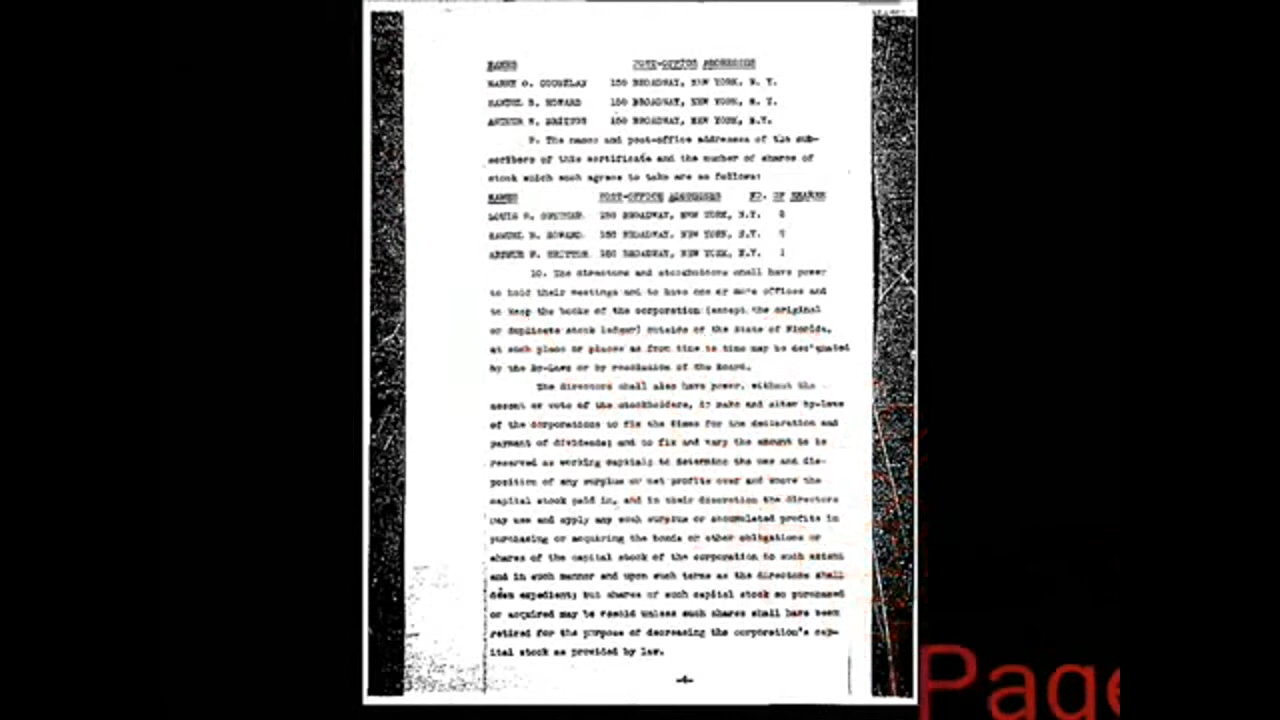 NAMES POST-OFFICE ADDRESSES
HARRY O. COUGHLAN 150 BROADWAY, NEW YORK, N. Y.
SAMUEL B. HOWARD 150 BROADWAY, NEW YORK, N. Y.
ARTHUR W. BRITTON 150 BROADWAY, NEW YORK, N.Y.
9. The names and post-office addresses of the sub-
scribers of this certificate and the number of shares of
stock which each agrees to take are as follows:
NAMES POST-OFFICE ADDRESSES NO. OF SHARES
LOUIS 150 BROADWAY, NEW YORK, N.Y.
SAMUEL B. HOWARD 150 BROADWAY, NEW YORK, N.Y.
ARTHUR W. BRITTON 150 BROADWAY, NEW YORK, N.Y. 1
10. The directors and stockholders shall have power
to hold their meetings and to have one or more offices and
to keep the books of the corporation (except the original
or duplicate stock ledger) outside of the State of Florida,
at such place or places as from time to time may be designated
by the By-Laws or by resolution of the Board.
The directors shall also have power, without the
assent or vote of the stockholders, to make and alter by-laws
of the corporation; to fix the times for the declaration and
payment of dividends; and to fix and vary the amount to be
reserved as working capital; to determine the use and dis-
position of any surplus or net profits over and above the
capital stock paid in, and in their discretion the directors
may use and apply any such surplus or accumulated profits in
purchasing or acquiring the bonds or other obligations or
shares of the capital stock of the corporation to such extent
and in such manner and upon such terms as the directors shall
deem expedient; but shares of such capital stock so purchased
or acquired may be resold unless such shares shall have been
retired for the purpose of decreasing the corporation's cap-
ital stock as provided by law.
-4-
Page